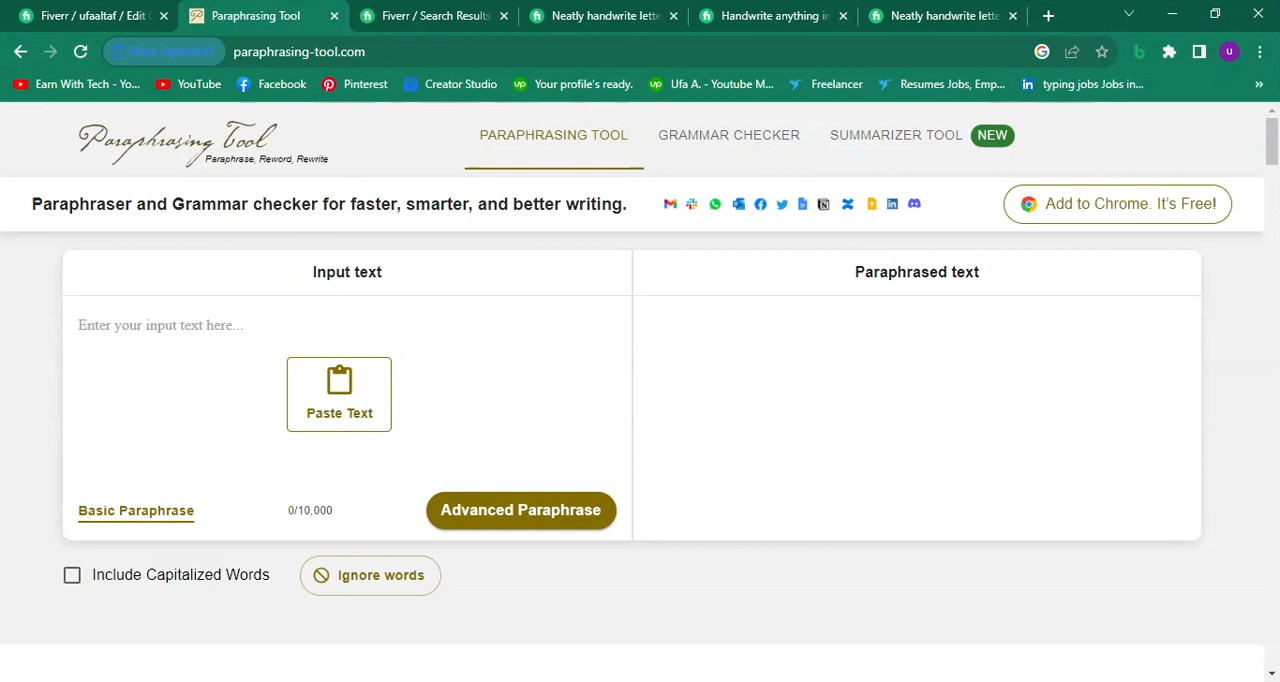 Fiverr / ufaaltaf / Edit
Paraphrasing Tool
Fiverr / Search Results
Neatly handwrite lette
Handwrite anything in
Neatly handwrite lette
paraphrasing-tool.com
b
u
Earn With Tech - Yo...
YouTube
Facebook
Pinterest
Creator Studio
up Your profile's ready.
up Ufa A. - Youtube M...
Freelancer
Resumes Jobs, Emp...
in typing jobs Jobs in...
»
Paraphrasing Tool
Paraphrase, Reword, Rewrite
PARAPHRASING TOOL
GRAMMAR CHECKER
SUMMARIZER TOOL NEW
Paraphraser and Grammar checker for faster, smarter, and better writing.
Add to Chrome. It's Free!
Input text
Paraphrased text
Enter your input text here...
Paste Text
Basic Paraphrase
0/10,000
Advanced Paraphrase
Include Capitalized Words
Ignore words